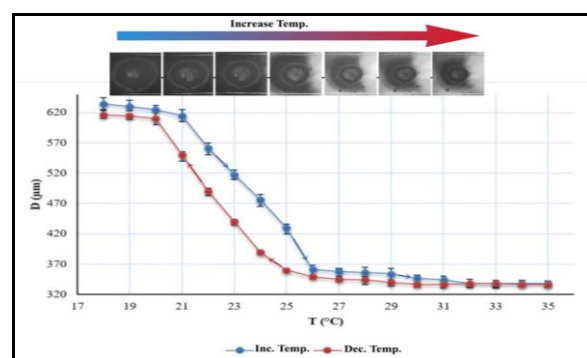 Increase Temp.
620
570
520
470
420
370
320
D (μm)
17 19 21 23 25 27 29 31 33 35
T (°C)
Inc. Temp. Dec. Temp.